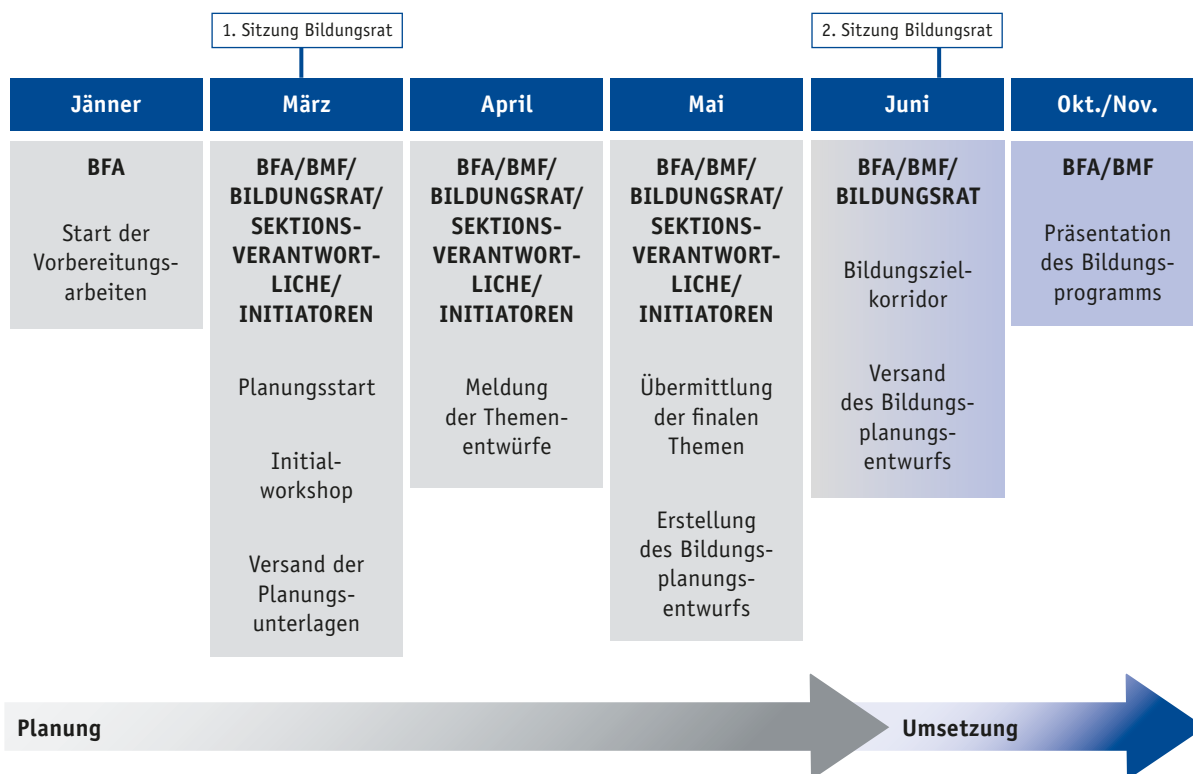 1. Sitzung Bildungsrat
2. Sitzung Bildungsrat
Jänner
März
April
Mai
Juni
Okt./Nov.
BFA
Start der
Vorbereitungs-
arbeiten
BFA/BMF/
BILDUNGSRAT/
SEKTIONS-
VERANTWORT-
LICHE/
INITIATOREN
Planungsstart
Initial-
workshop
Versand der
Planungs-
unterlagen
BFA/BMF/
BILDUNGSRAT/
SEKTIONS-
VERANTWORT-
LICHE/
INITIATOREN
Meldung
der Themen-
entwürfe
BFA/BMF/
BILDUNGSRAT/
SEKTIONS-
VERANTWORT-
LICHE/
INITIATOREN
Übermittlung
der finalen
Themen
Erstellung
des Bildungs-
planungs-
entwurfs
BFA/BMF/
BILDUNGSRAT
Bildungsziel-
korridor
Versand
des Bildungs-
planungs-
entwurfs
BFA/BMF
Präsentation
des Bildungs-
programms
Planung
Umsetzung